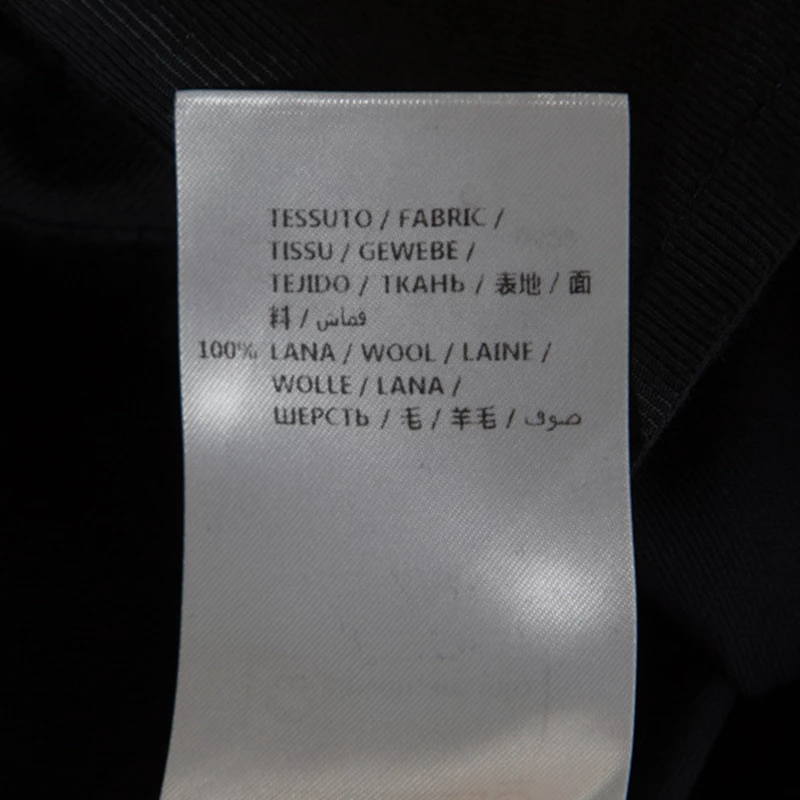 TESSUTO / FABRIC /
TISSU / GEWEBE /
TEJIDO / ТКАНЬ / 表地 / 面
料 / قماش
100% LANA / WOOL / LAINE /
WOLLE / LANA /
ШЕРСТЬ / 毛 / 羊毛 / صوف